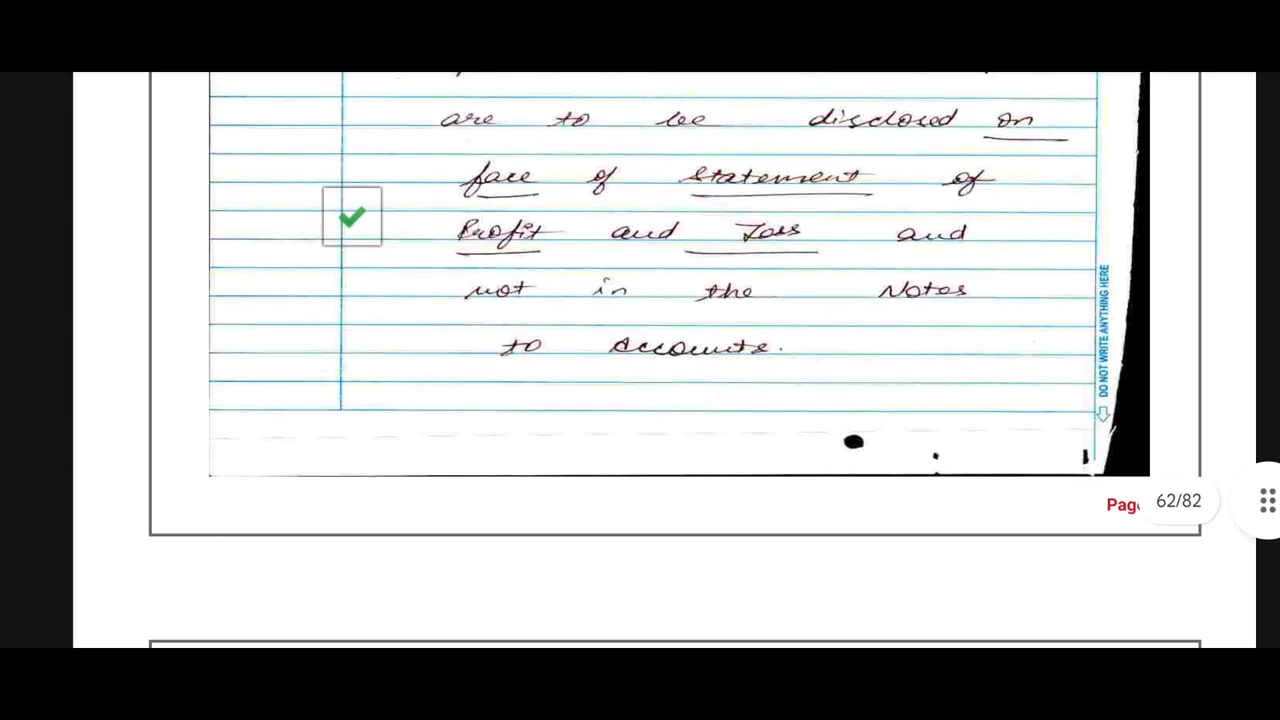 are to be disclosed on
face of statement of
Profit and Loss and
not in the Notes
to Accounts.
DO NOT WRITE ANYTHING HERE
Pag
62/82